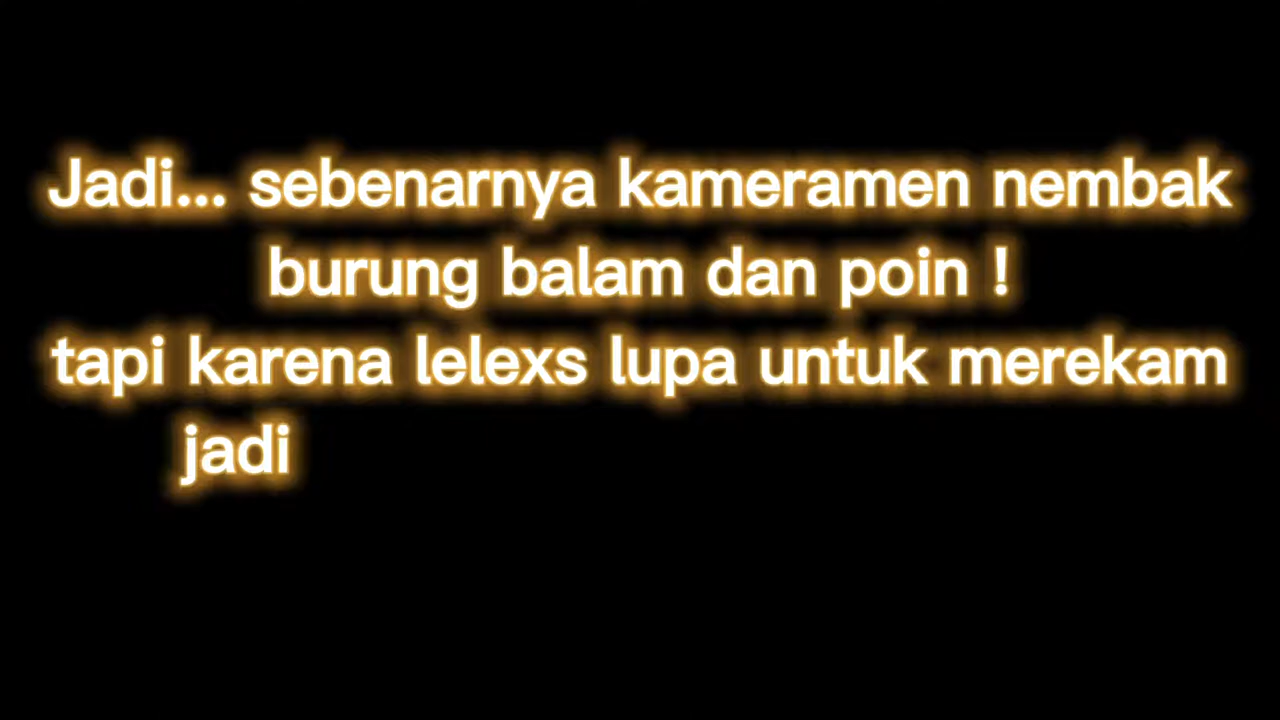 Jadi... sebenarnya kameramen nembak
burung balam dan poin !
tapi karena lelexs lupa untuk merekam
jadi